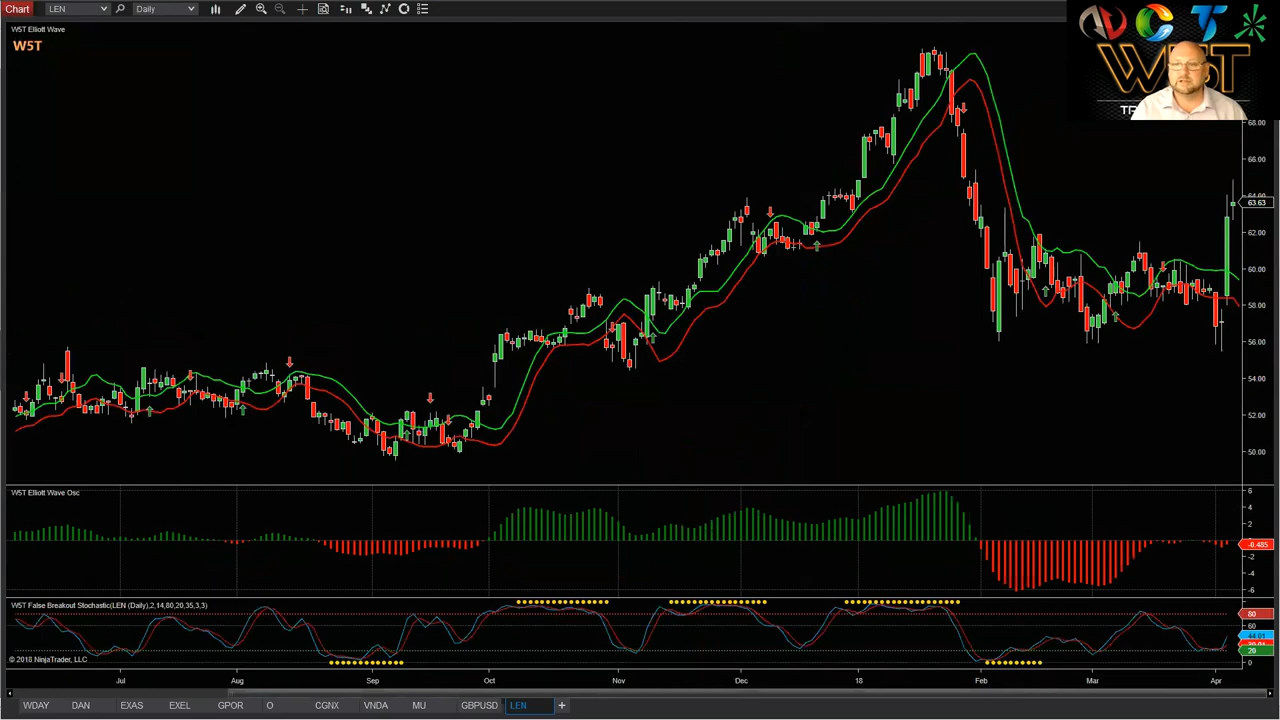 Chart LEN Daily
W5T Elliott Wave
W5T
W5T
68.00
66.00
64.00
63.63
62.00
60.00
58.00
56.00
54.00
52.00
50.00
W5T Elliott Wave Osc
6
4
2
-0.485
-2
-4
-6
W5T False Breakout Stochastic(LEN (Daily),2,14,80,20,35,3,3)
80
60
44.01
20
0
© 2018 NinjaTrader, LLC
Jul Aug Sep Oct Nov Dec 18 Feb Mar Apr
WDAY DAN EXAS EXEL GPOR O CGNX VNDA MU GBPUSD LEN +